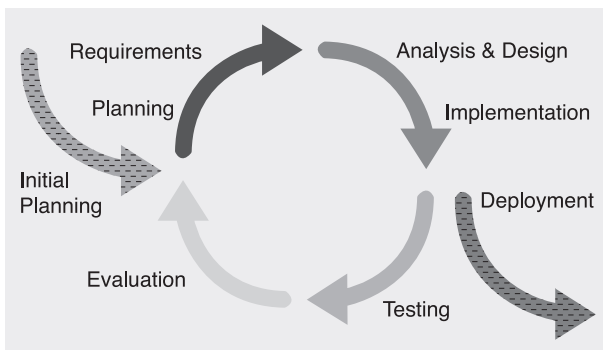 Requirements
Analysis & Design
Planning
Implementation
Initial
Planning
Deployment
Evaluation
Testing